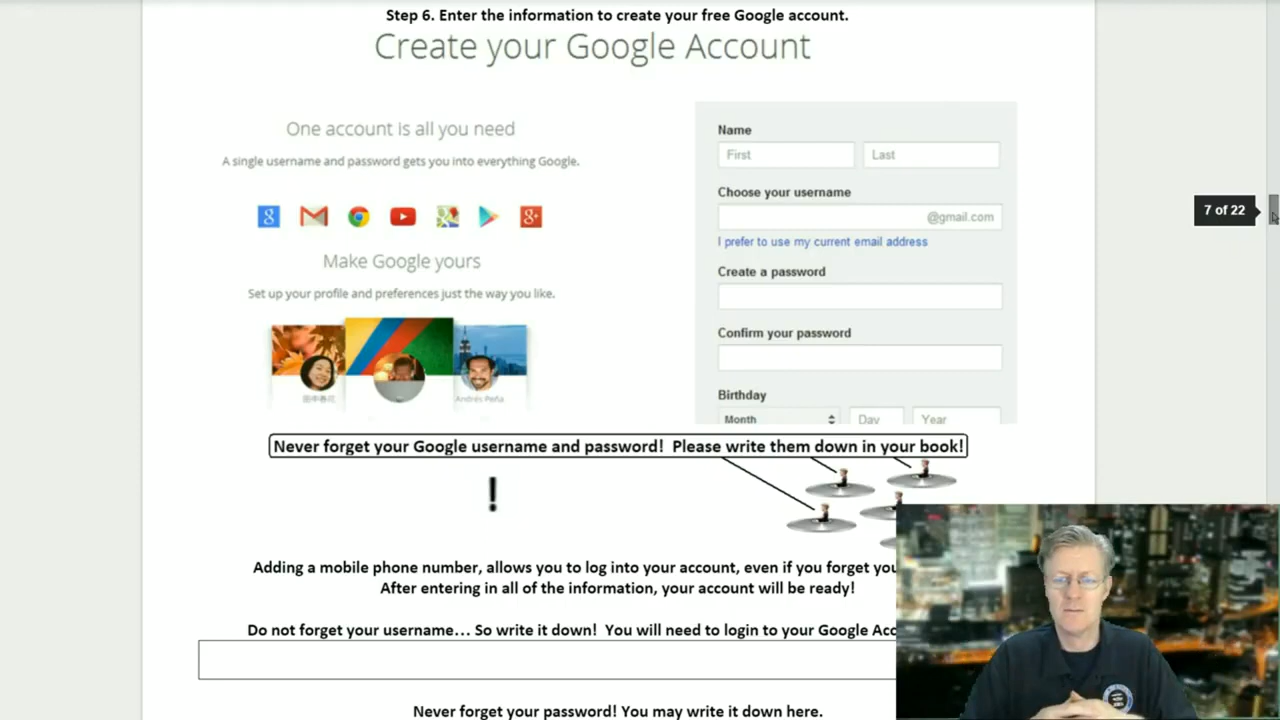 Step 6. Enter the information to create your free Google account.
Create your Google Account
One account is all you need
A single username and password gets you into everything Google.
Make Google yours
Set up your profile and preferences just the way you like.
Andrés Peña
Name
First Last
Choose your username
@gmail.com
I prefer to use my current email address
Create a password
Confirm your password
Birthday
Month Day Year
7 of 22
Never forget your Google username and password! Please write them down in your book!
!
Adding a mobile phone number, allows you to log into your account, even if you forget
After entering in all of the information, your account will be ready!
Do not forget your username... So write it down! You will need to login to your Google
Never forget your password! You may write it down here.